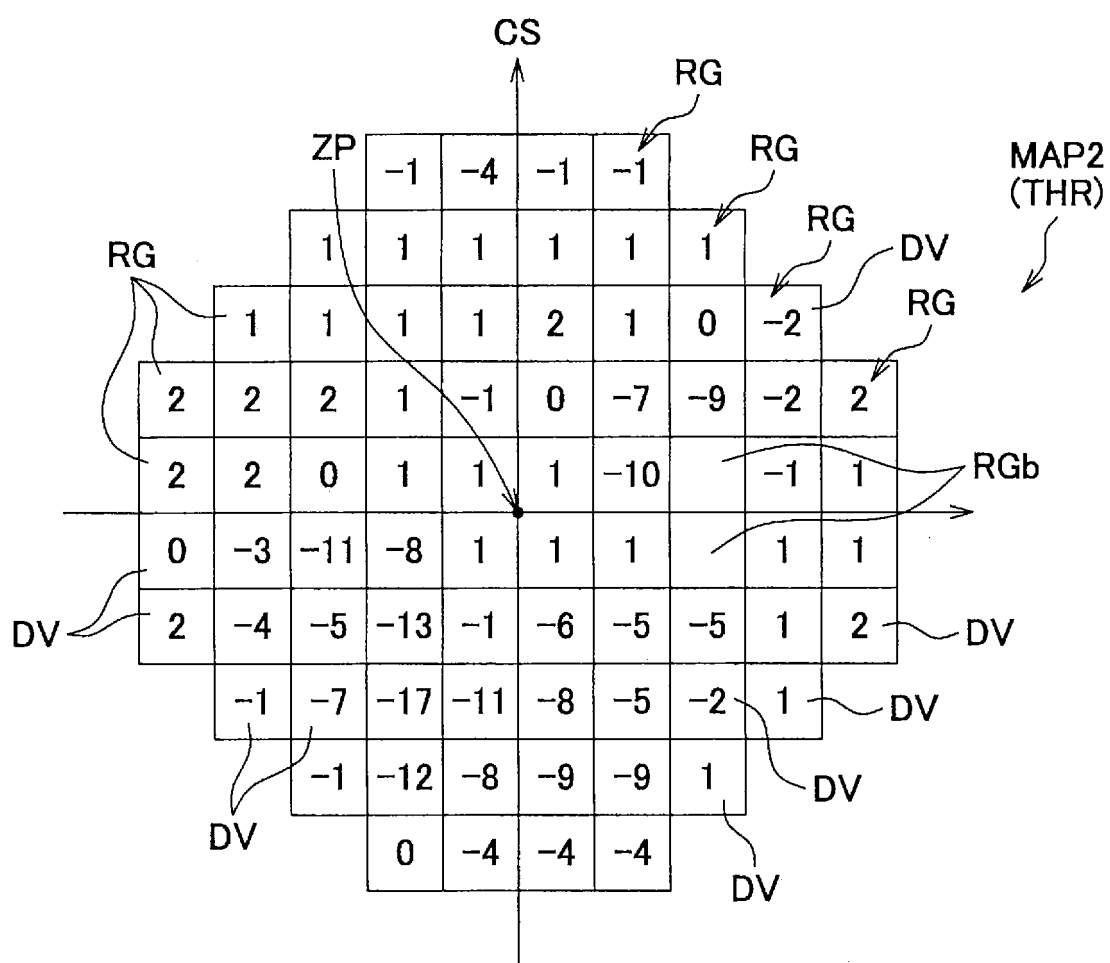 CS
RG
ZP
-1 -4 -1 -1
RG
MAP2
(THR)
1 1 1 1 1 1
RG
DV
RG
1 1 1 1 2 1 0 -2
RG
2 2 2 1 -1 0 -7 -9 -2 2
2 2 0 1 1 1 -10 -1 1
RGb
0 -3 -11 -8 1 1 1 1 1
DV
2 -4 -5 -13 -1 -6 -5 -5 1 2
DV
-1 -7 -17 -11 -8 -5 -2 1
DV
-1 -12 -8 -9 -9 1
DV
DV
0 -4 -4 -4
DV